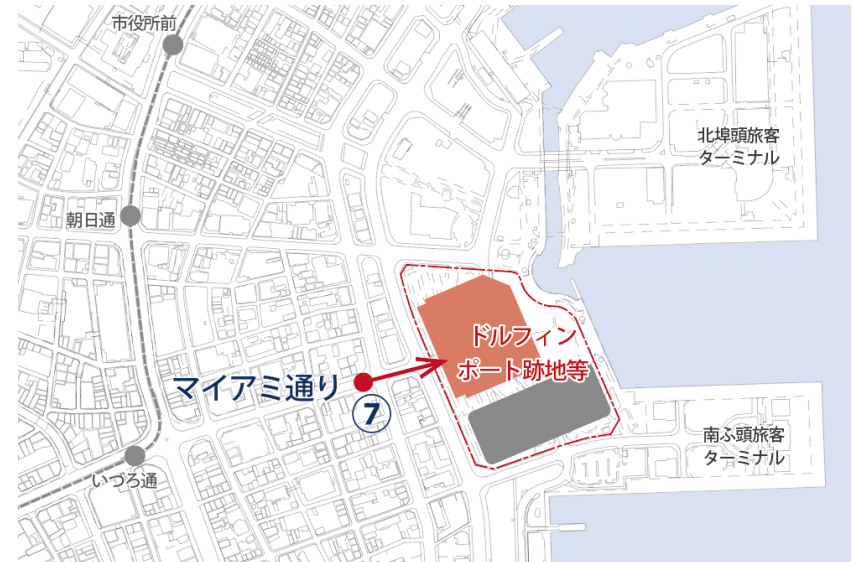 市役所前
北埠頭旅客
ターミナル
朝日通
ドルフィン
ポート跡地等
マイアミ通り
⑦
南ふ頭旅客
ターミナル
いづろ通